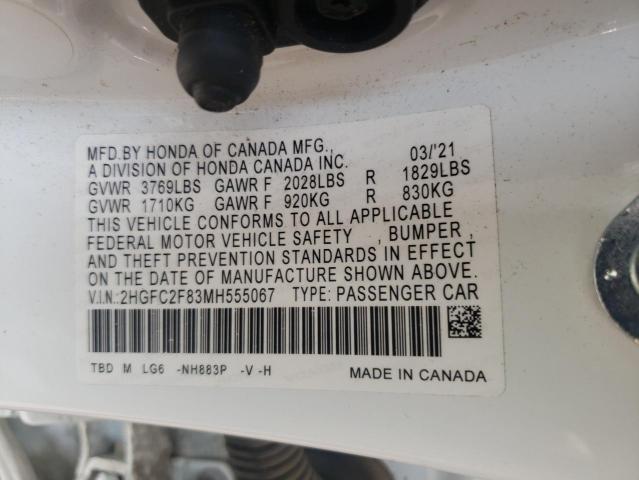 MFD.BY HONDA OF CANADA MFG., 03/'21
A DIVISION OF HONDA CANADA INC.
GVWR 3769LBS GAWR F 2028LBS R 1829LBS
GVWR 1710KG GAWR F 920KG R 830KG
THIS VEHICLE CONFORMS TO ALL APPLICABLE
FEDERAL MOTOR VEHICLE SAFETY , BUMPER ,
AND THEFT PREVENTION STANDARDS IN EFFECT
ON THE DATE OF MANUFACTURE SHOWN ABOVE.
V.I.N.:2HGFC2F83MH555067 TYPE: PASSENGER CAR
TBD M LG6 -NH883P -V -H
MADE IN CANADA